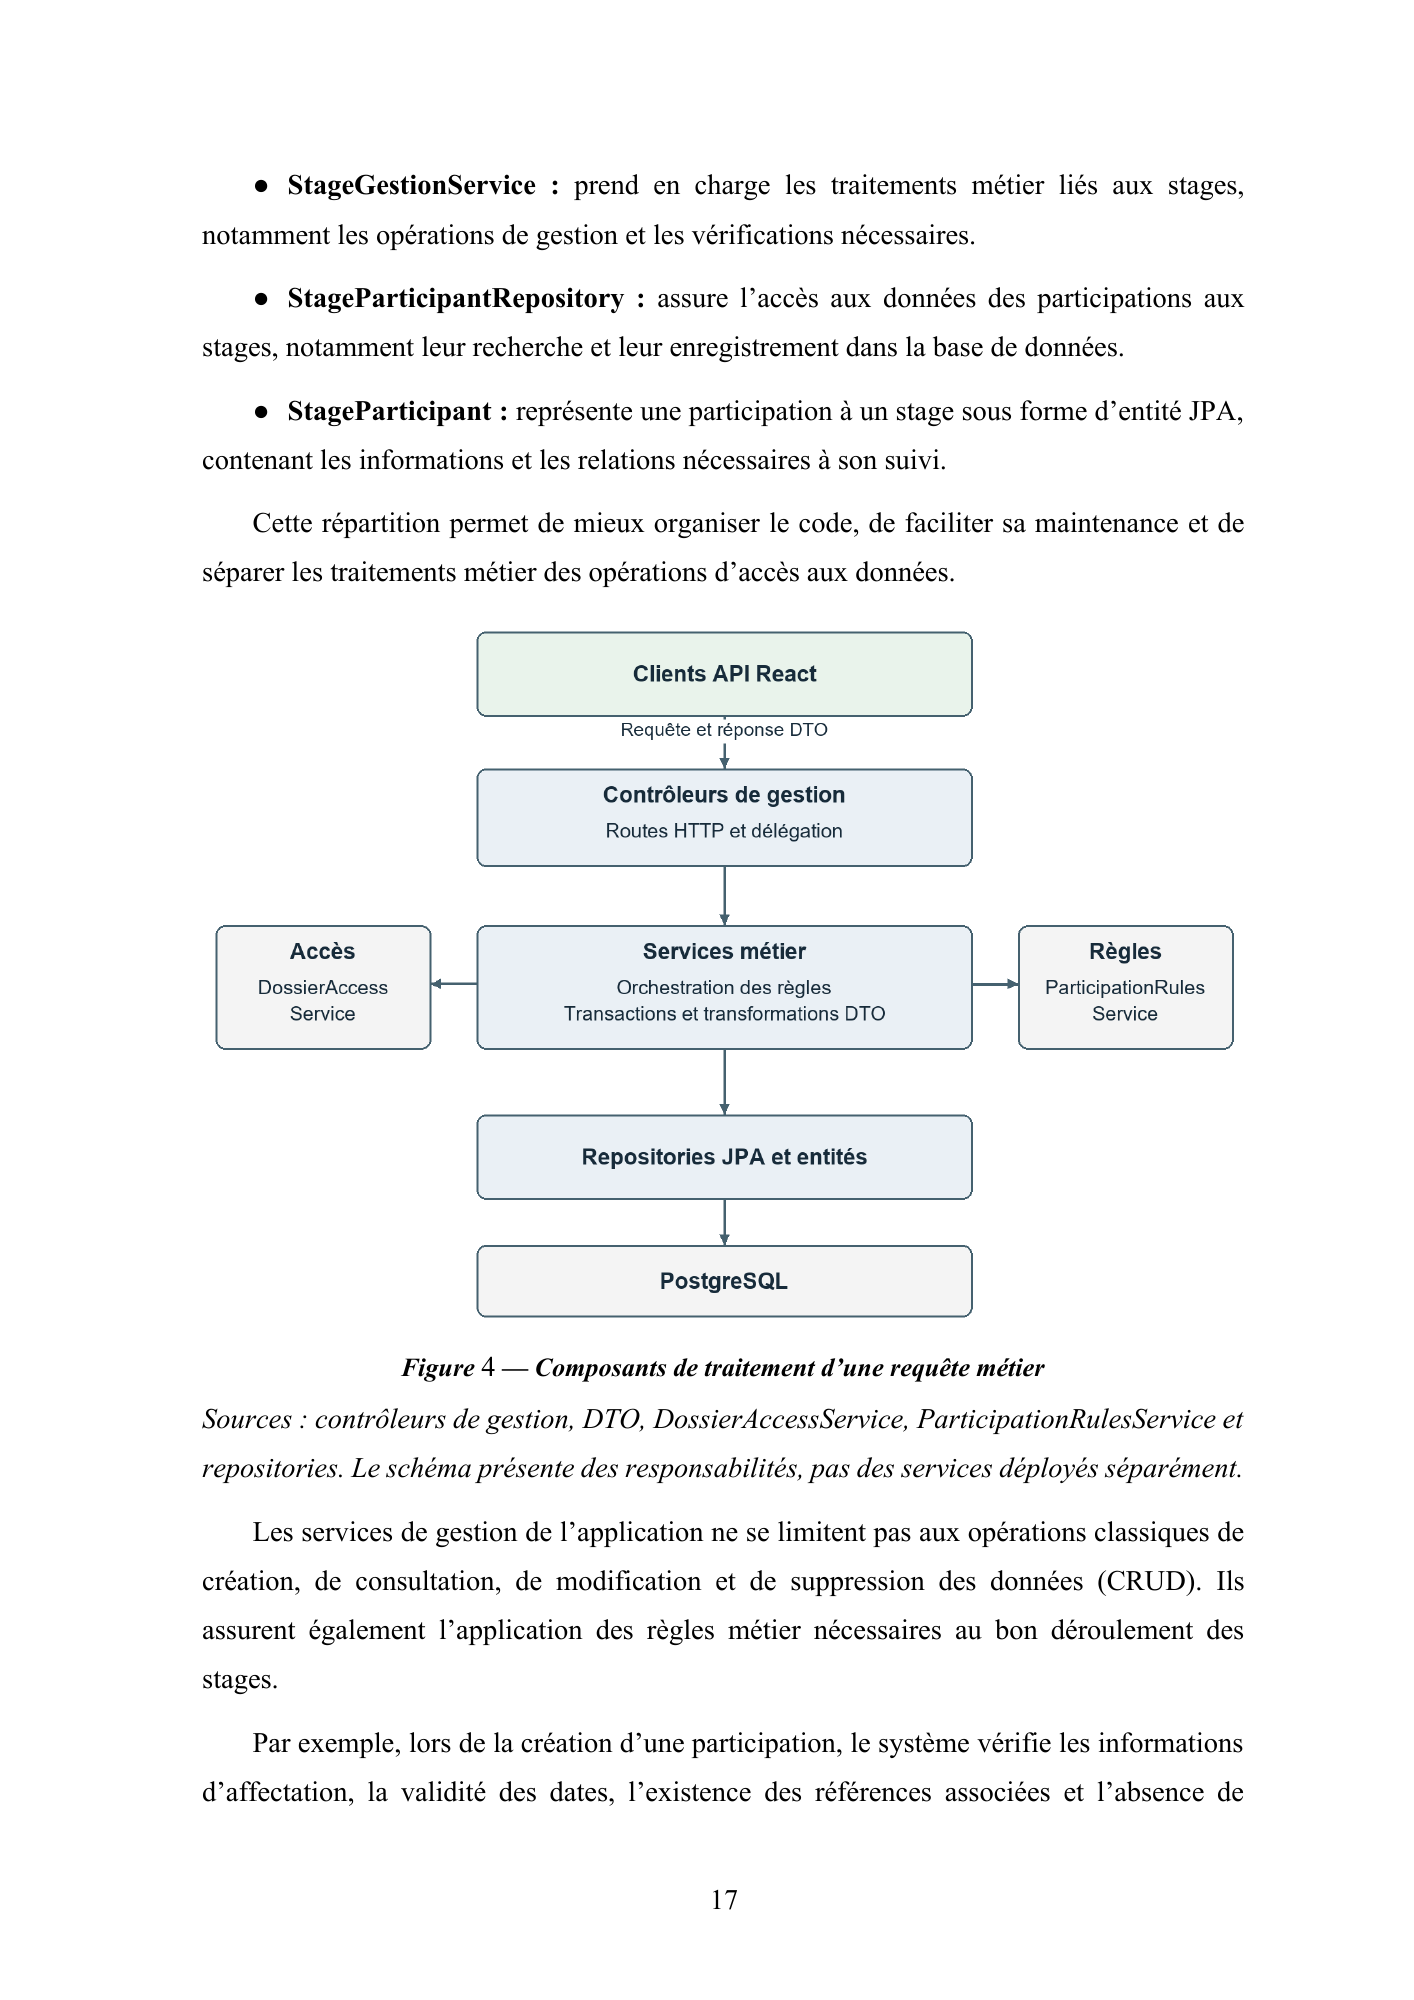 ● StageGestionService : prend en charge les traitements métier liés aux stages,
notamment les opérations de gestion et les vérifications nécessaires.
● StageParticipantRepository : assure l’accès aux données des participations aux
stages, notamment leur recherche et leur enregistrement dans la base de données.
● StageParticipant : représente une participation à un stage sous forme d’entité JPA,
contenant les informations et les relations nécessaires à son suivi.
Cette répartition permet de mieux organiser le code, de faciliter sa maintenance et de
séparer les traitements métier des opérations d’accès aux données.
Clients API React
Requête et réponse DTO
Contrôleurs de gestion
Routes HTTP et délégation
Accès
DossierAccess
Service
Services métier
Orchestration des règles
Transactions et transformations DTO
Règles
ParticipationRules
Service
Repositories JPA et entités
PostgreSQL
Figure 4 — Composants de traitement d’une requête métier
Sources : contrôleurs de gestion, DTO, DossierAccessService, ParticipationRulesService et
repositories. Le schéma présente des responsabilités, pas des services déployés séparément.
Les services de gestion de l’application ne se limitent pas aux opérations classiques de
création, de consultation, de modification et de suppression des données (CRUD). Ils
assurent également l’application des règles métier nécessaires au bon déroulement des
stages.
Par exemple, lors de la création d’une participation, le système vérifie les informations
d’affectation, la validité des dates, l’existence des références associées et l’absence de
17